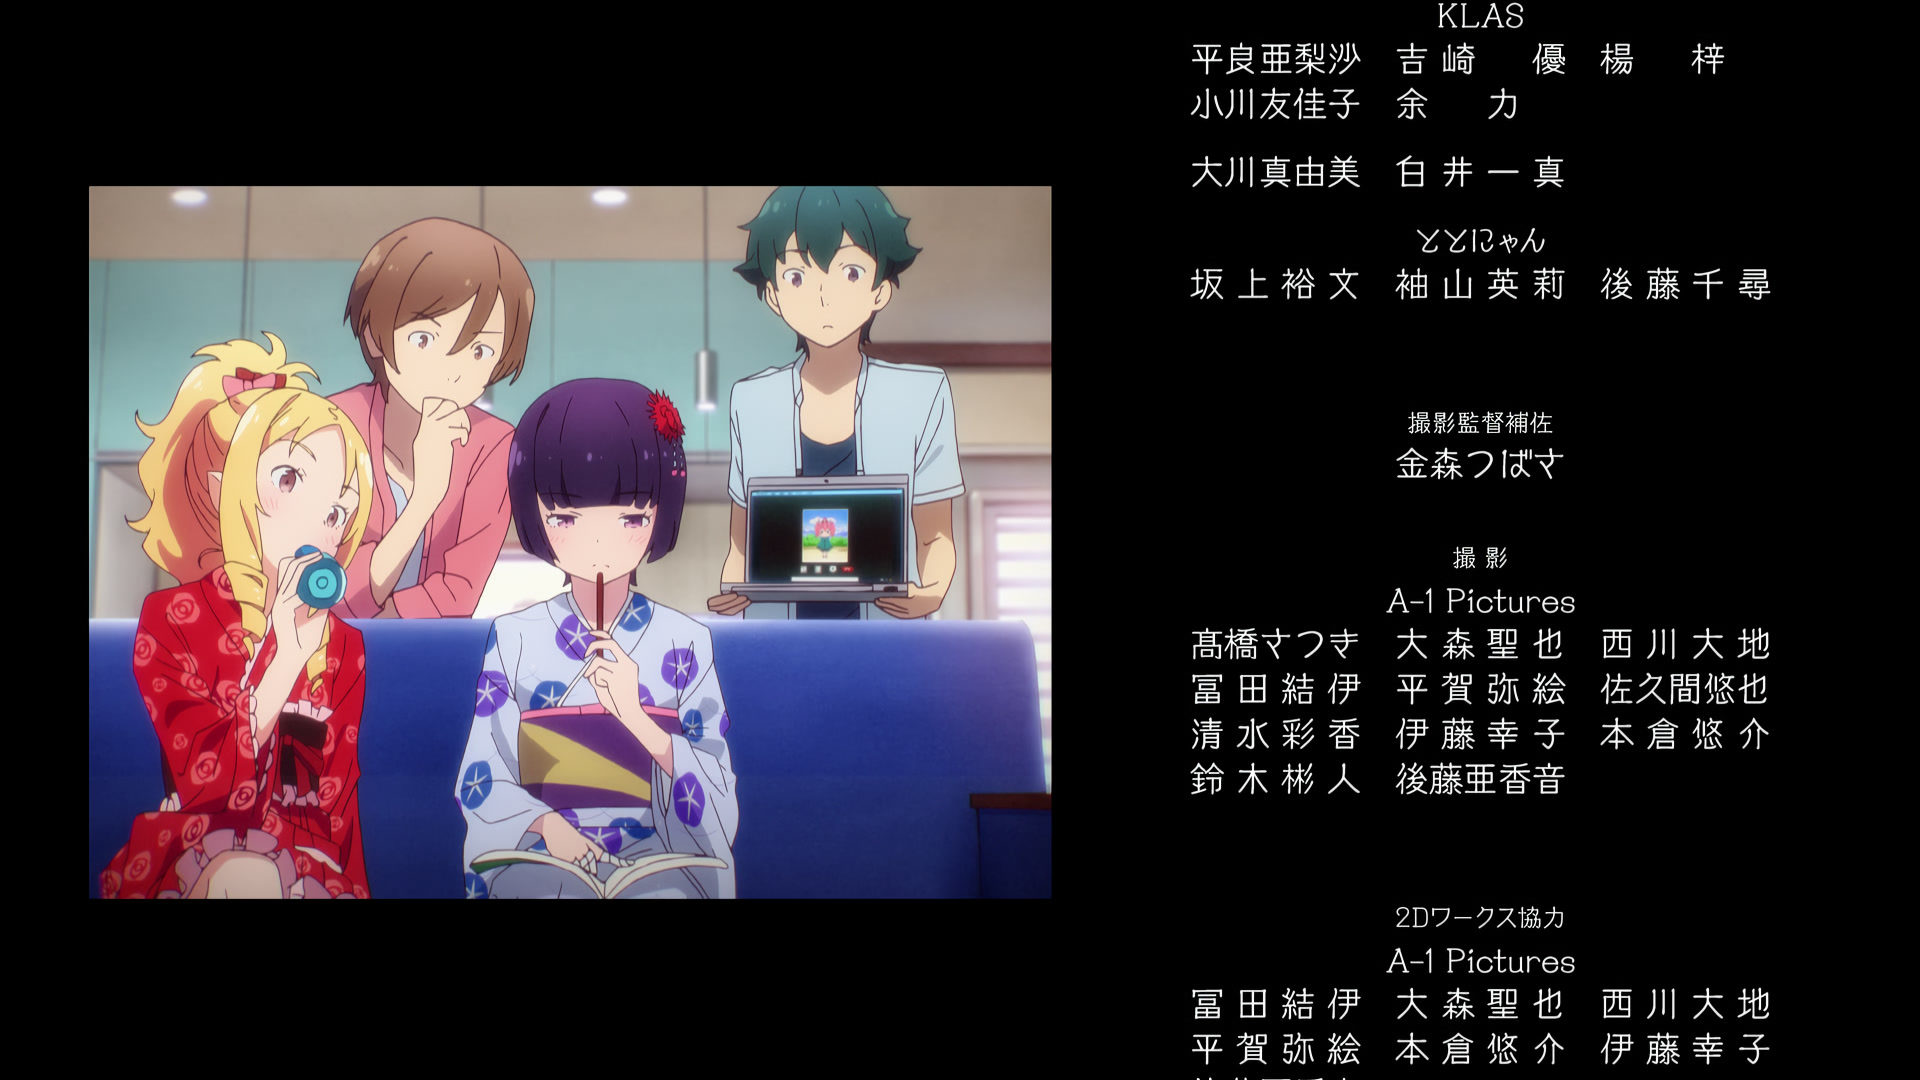 KLAS
平良亜梨沙 吉崎 優 楊 梓
小川友佳子 余 力
大川真由美 白井一真
ととにゃん
坂上裕文 袖山英莉 後藤千尋
撮影監督補佐
金森つばさ
撮影
A-1 Pictures
髙橋さつき 大森聖也 西川大地
冨田結伊 平賀弥絵 佐久間悠也
清水彩香 伊藤幸子 本倉悠介
鈴木彬人 後藤亜香音
2Dワークス協力
A-1 Pictures
冨田結伊 大森聖也 西川大地
平賀弥絵 本倉悠介 伊藤幸子